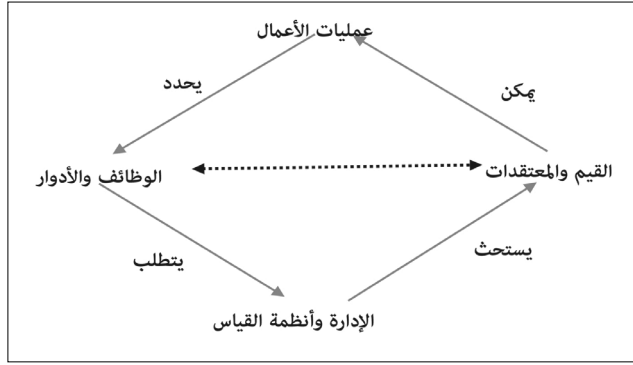 عمليات الأعمال
يمكن
يحدد
القيم والمعتقدات
الوظائف والأدوار
يستحث
يتطلب
الإدارة وأنظمة القياس